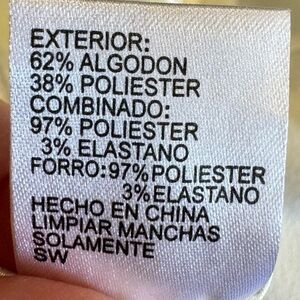 EXTERIOR:
62% ALGODON
38% POLIESTER
COMBINADO:
97% POLIESTER
3% ELASTANO
FORRO:97%POLIESTER
3%ELASTANO
HECHO EN CHINA
LIMPIAR MANCHAS
SOLAMENTE
SW